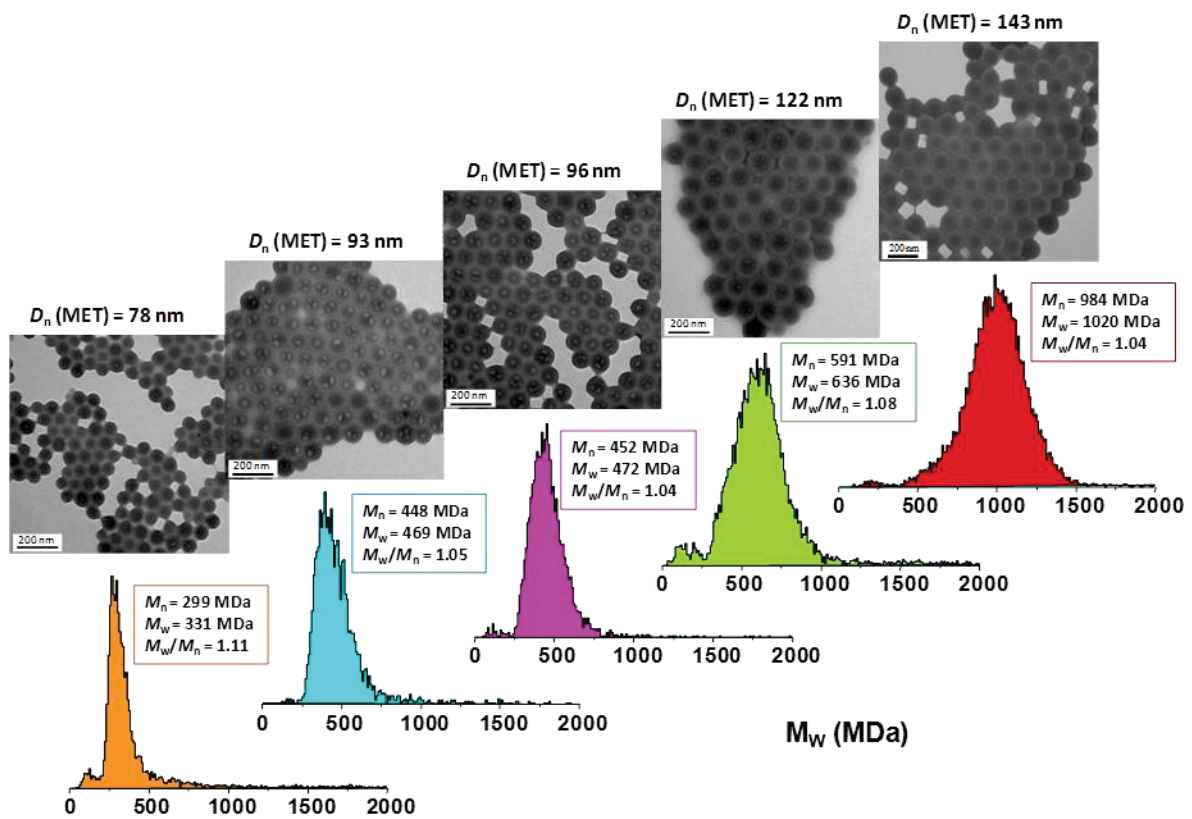 Dn (MET) = 143 nm
200 nm
Dn (MET) = 122 nm
200 nm
Dn (MET) = 96 nm
200 nm
Dn (MET) = 93 nm
200 nm
Dn (MET) = 78 nm
200 nm
Mn = 984 MDa
Mw = 1020 MDa
Mw/Mn = 1.04
0 500 1000 1500 2000
Mn = 591 MDa
Mw = 636 MDa
Mw/Mn = 1.08
0 500 1000 1500 2000
Mn = 452 MDa
Mw = 472 MDa
Mw/Mn = 1.04
0 500 1000 1500 2000
Mn = 448 MDa
Mw = 469 MDa
Mw/Mn = 1.05
0 500 1000 1500 2000
Mn = 299 MDa
Mw = 331 MDa
Mw/Mn = 1.11
0 500 1000 1500 2000
MW (MDa)